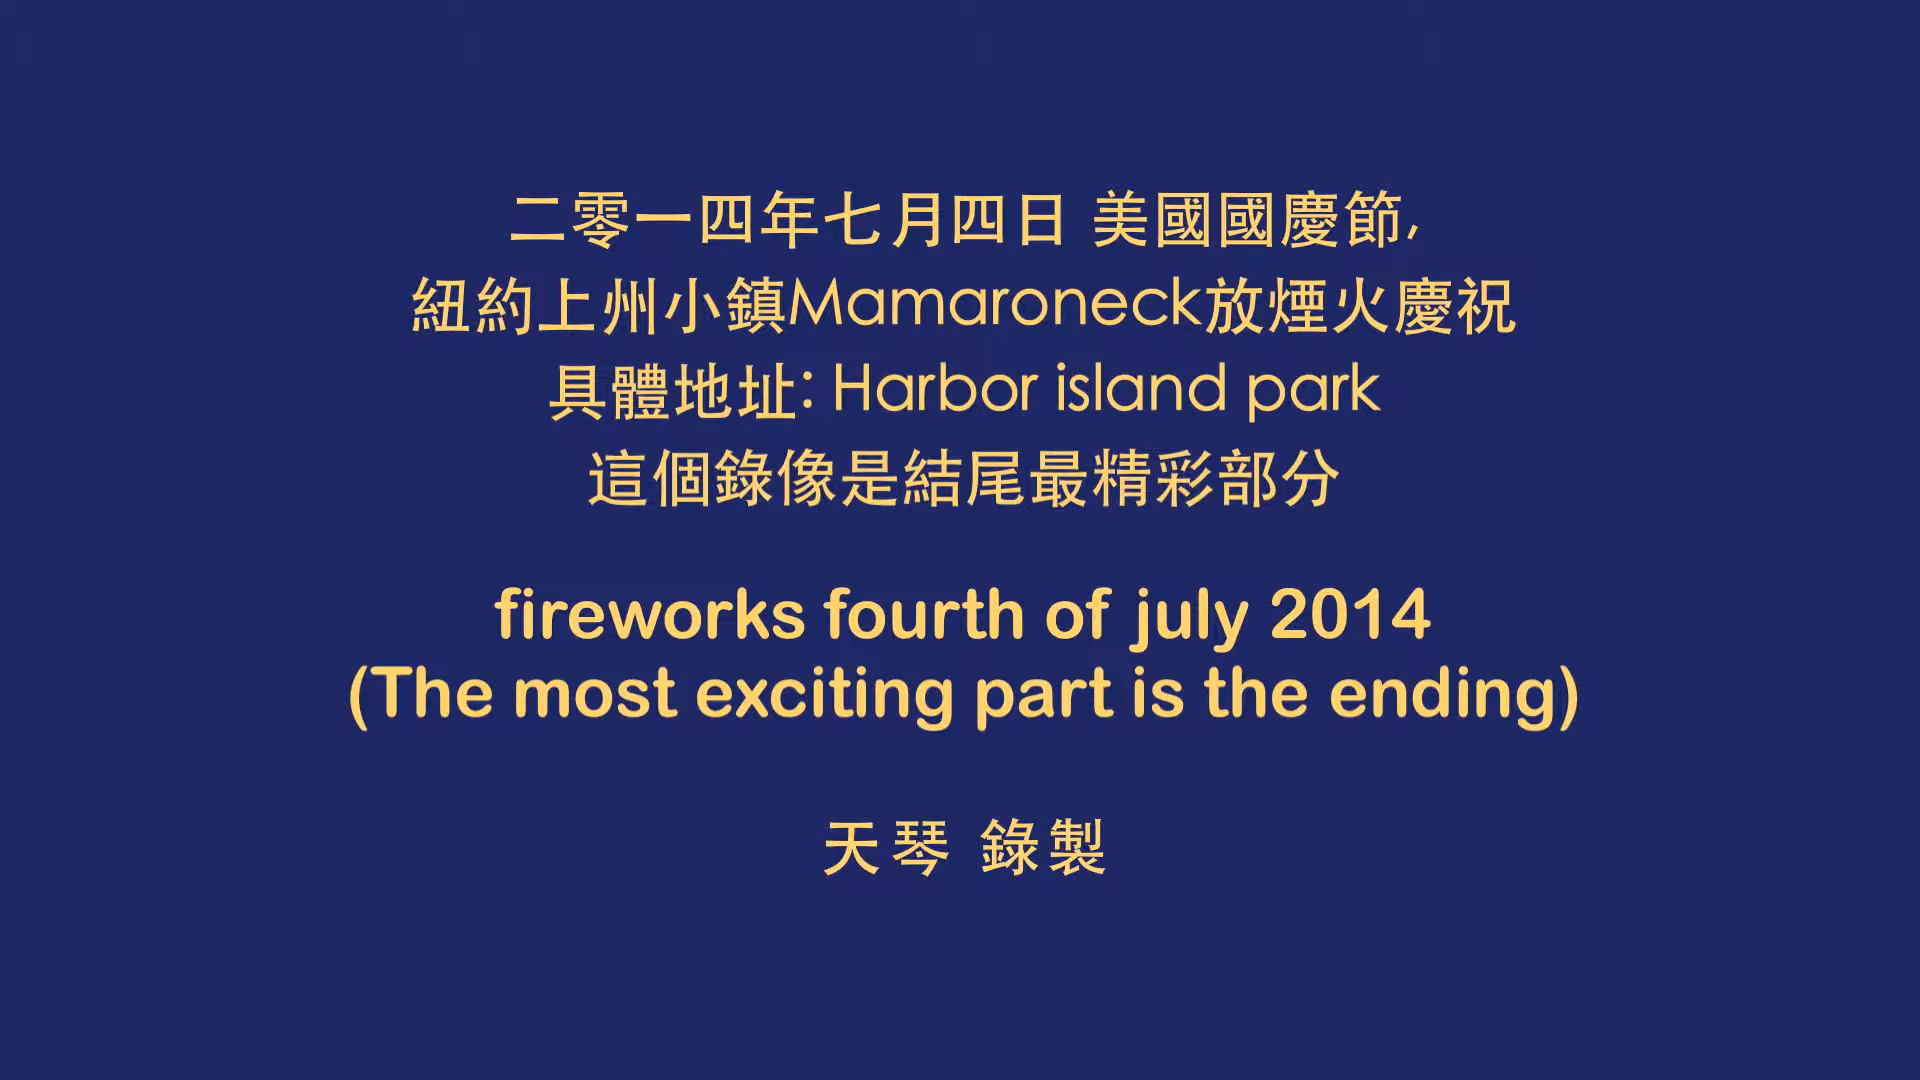 二零一四年七月四日 美國國慶節,
紐約上州小鎮Mamaroneck放煙火慶祝
具體地址: Harbor island park
這個錄像是結尾最精彩部分
fireworks fourth of july 2014
(The most exciting part is the ending)
天琴 錄製